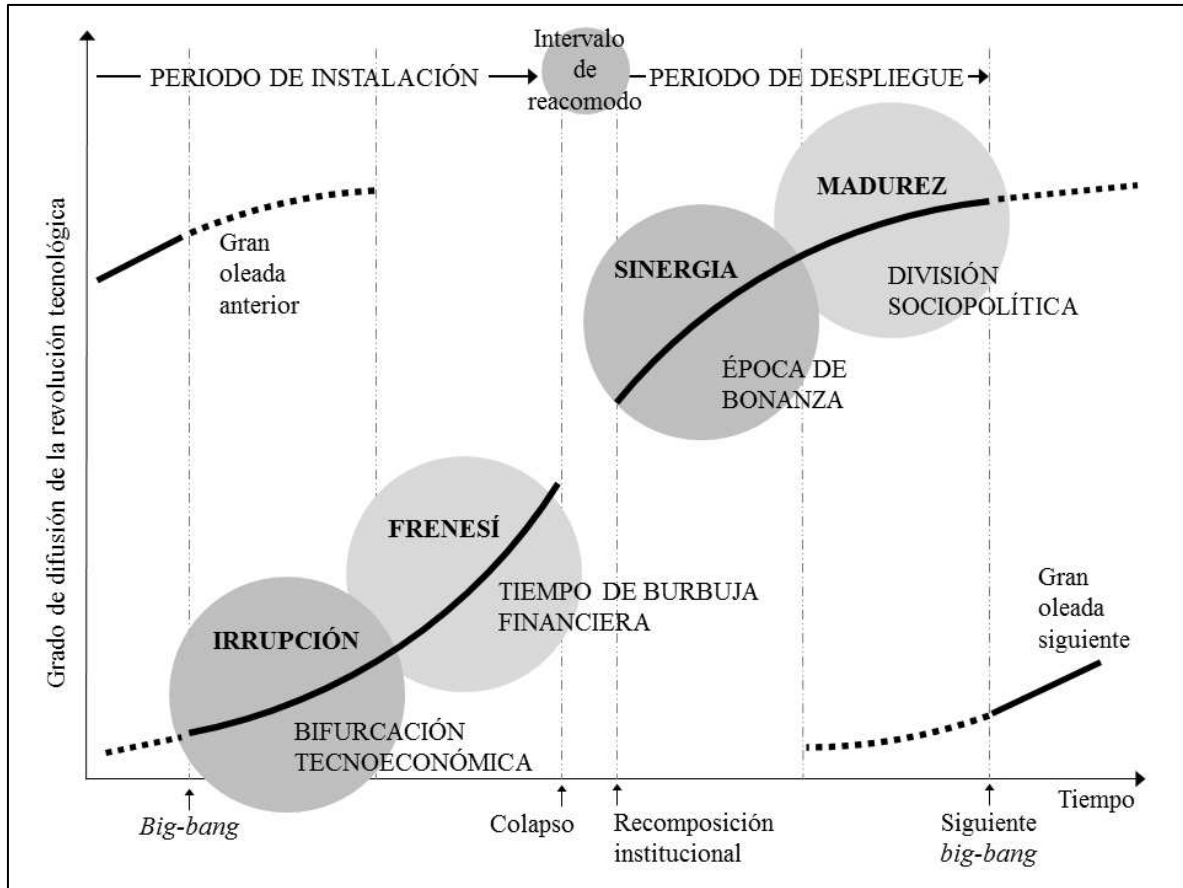 Intervalo
de
reacomodo
PERIODO DE INSTALACIÓN
PERIODO DE DESPLIEGUE
Grado de difusión de la revolución tecnológica
Gran
oleada
anterior
MADUREZ
SINERGIA
DIVISIÓN
SOCIOPOLÍTICA
ÉPOCA DE
BONANZA
FRENESÍ
TIEMPO DE BURBUJA
FINANCIERA
IRRUPCIÓN
BIFURCACIÓN
TECNOECONÓMICA
Gran
oleada
siguiente
Tiempo
Big-bang
Colapso
Recomposición
institucional
Siguiente
big-bang